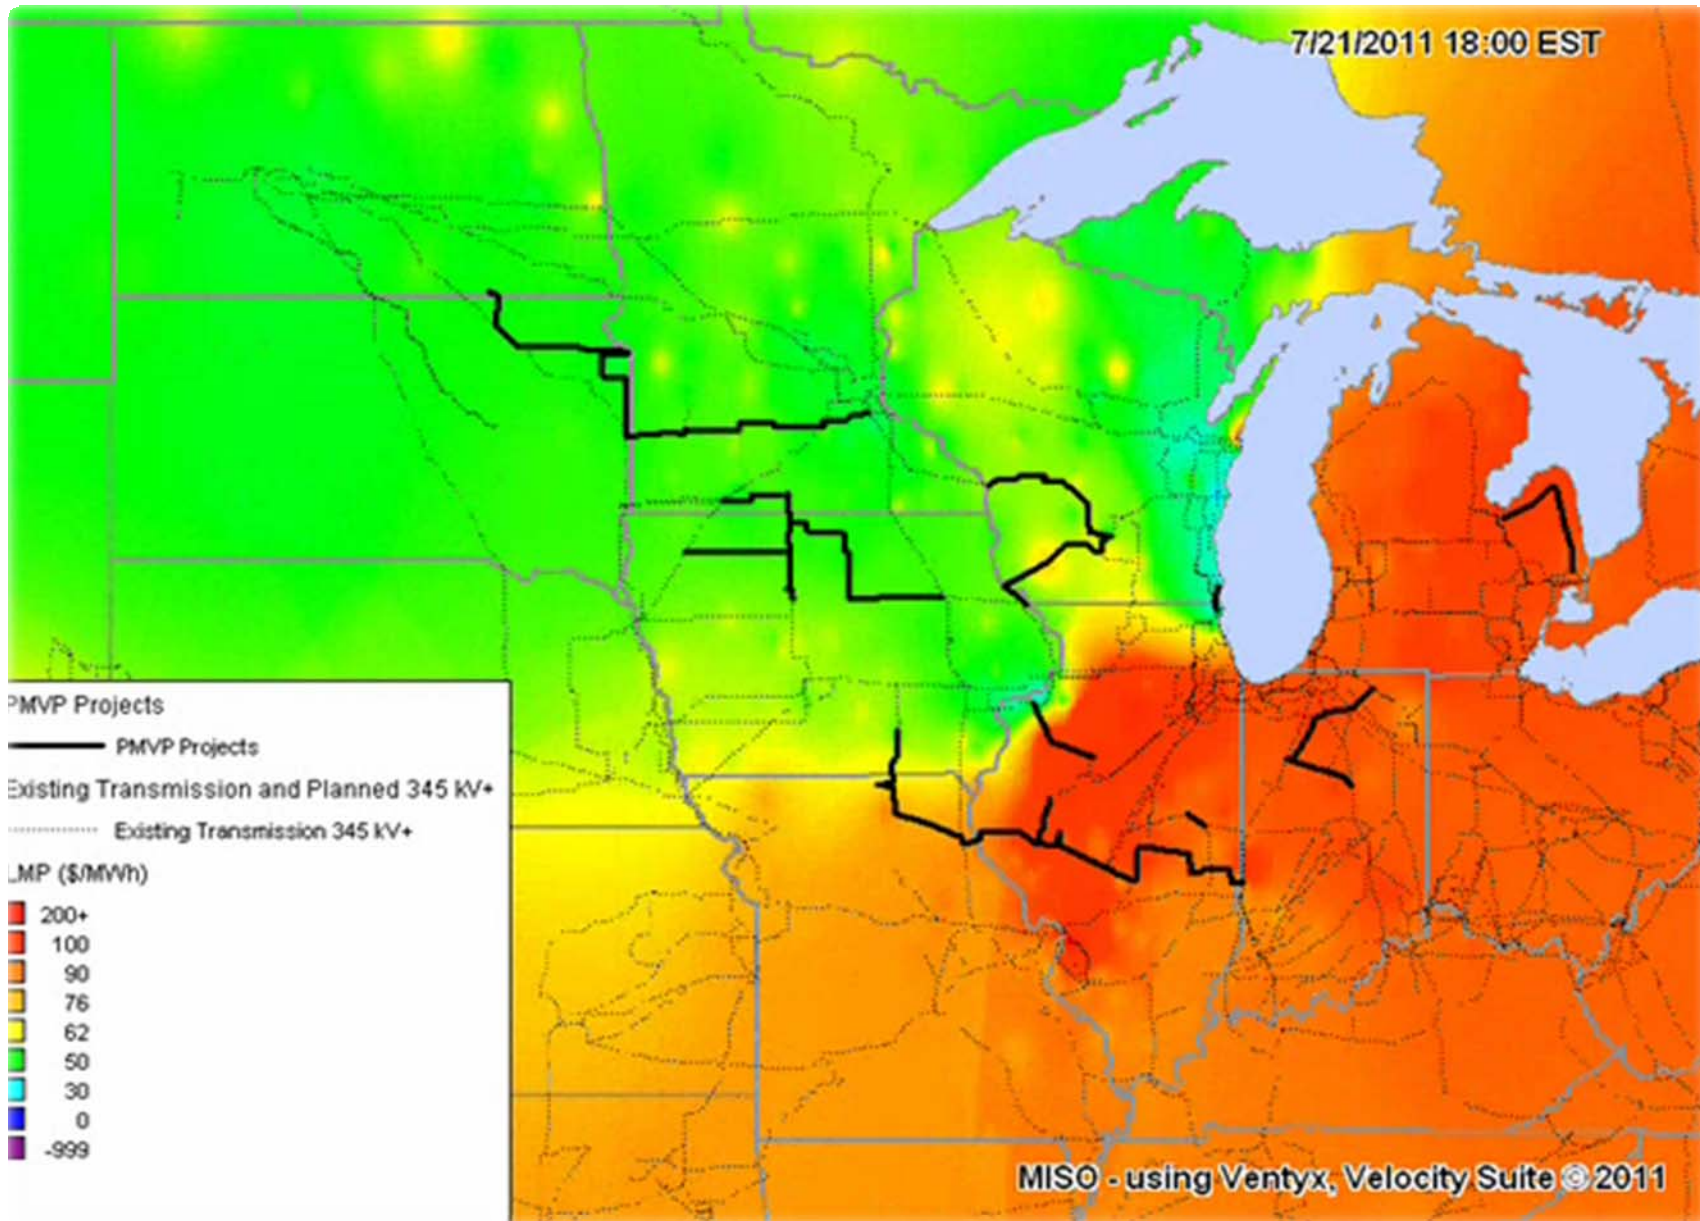 7/21/2011 18:00 EST
PMVP Projects
PMVP Projects
Existing Transmission and Planned 345 kV+
Existing Transmission 345 kV+
LMP ($/MWh)
200+
100
90
76
62
50
30
0
-999
MISO - using Ventyx, Velocity Suite © 2011